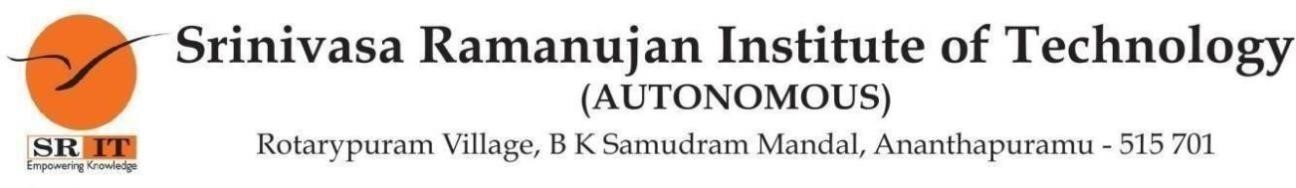 Srinivasa Ramanujan Institute of Technology
(AUTONOMOUS)
Rotarypuram Village, B K Samudram Mandal, Ananthapuramu - 515 701
SR IT
Empowering Knowledge